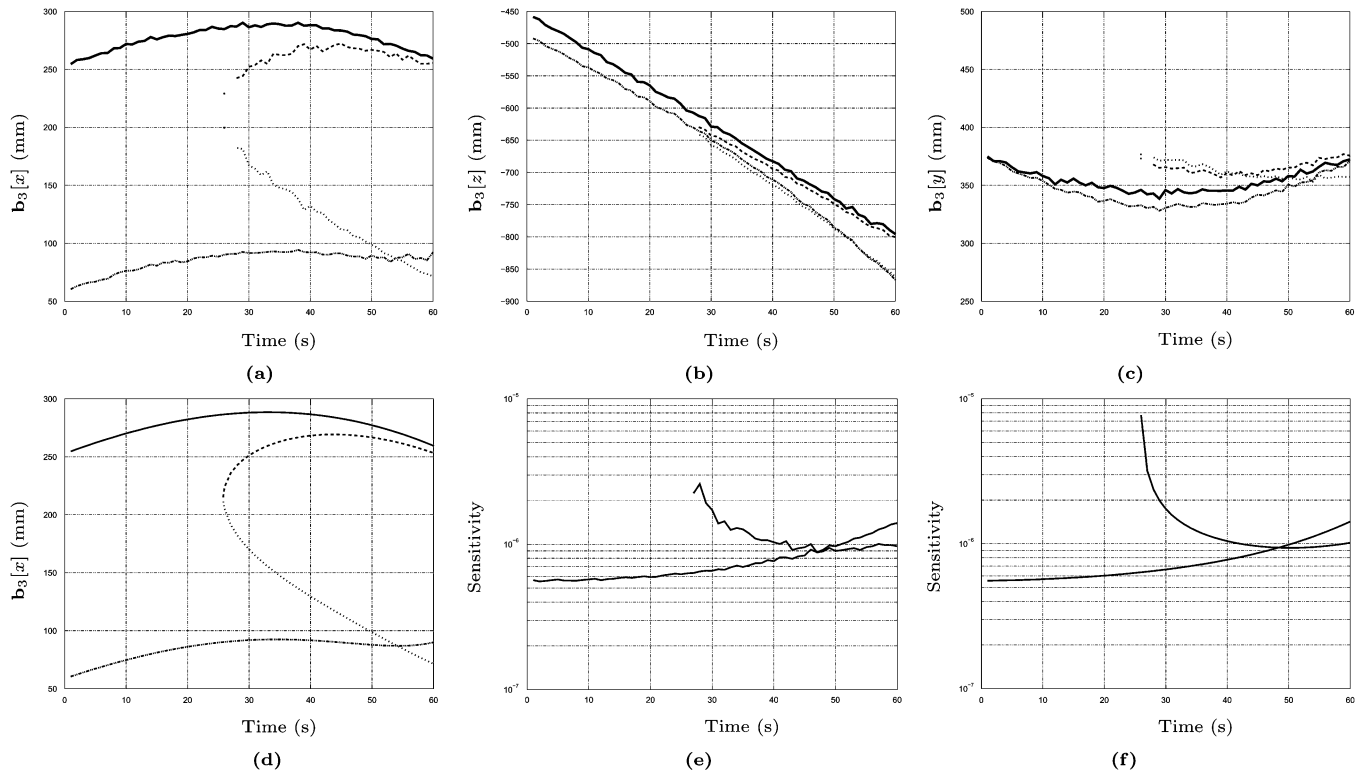 300
250
200
150
100
50
0 10 20 30 40 50 60
b₃[x] (mm)
Time (s)
(a)
−450
−500
−550
−600
−650
−700
−750
−800
−850
−900
0 10 20 30 40 50 60
b₃[z] (mm)
Time (s)
(b)
500
450
400
350
300
250
0 10 20 30 40 50 60
b₃[y] (mm)
Time (s)
(c)
300
250
200
150
100
50
0 10 20 30 40 50 60
b₃[x] (mm)
Time (s)
(d)
10⁻⁵
10⁻⁶
10⁻⁷
0 10 20 30 40 50 60
Sensitivity
Time (s)
(e)
10⁻⁵
10⁻⁶
10⁻⁷
0 10 20 30 40 50 60
Sensitivity
Time (s)
(f)